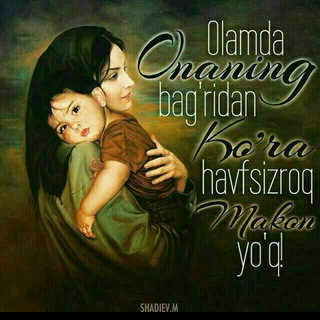 Olamda
Onaning
bag'ridan
Ko'ra
havfsizroq
Makon
yo'q!
SHADIEV.M